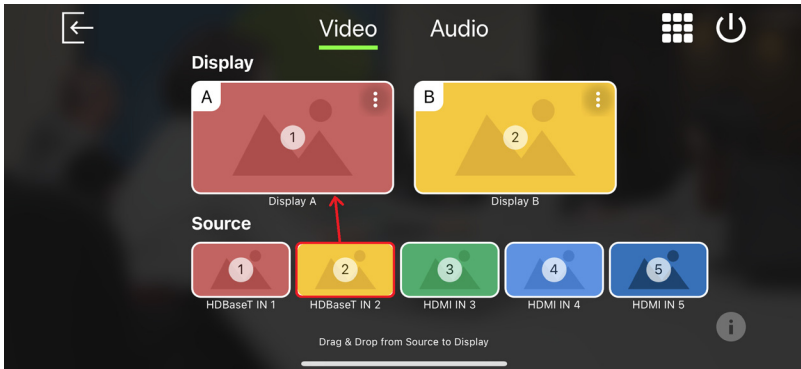 Video
Audio
Display
A
1
B
2
Display A
Display B
Source
1
2
3
4
5
HDBaseT IN 1
HDBaseT IN 2
HDMI IN 3
HDMI IN 4
HDMI IN 5
i
Drag & Drop from Source to Display